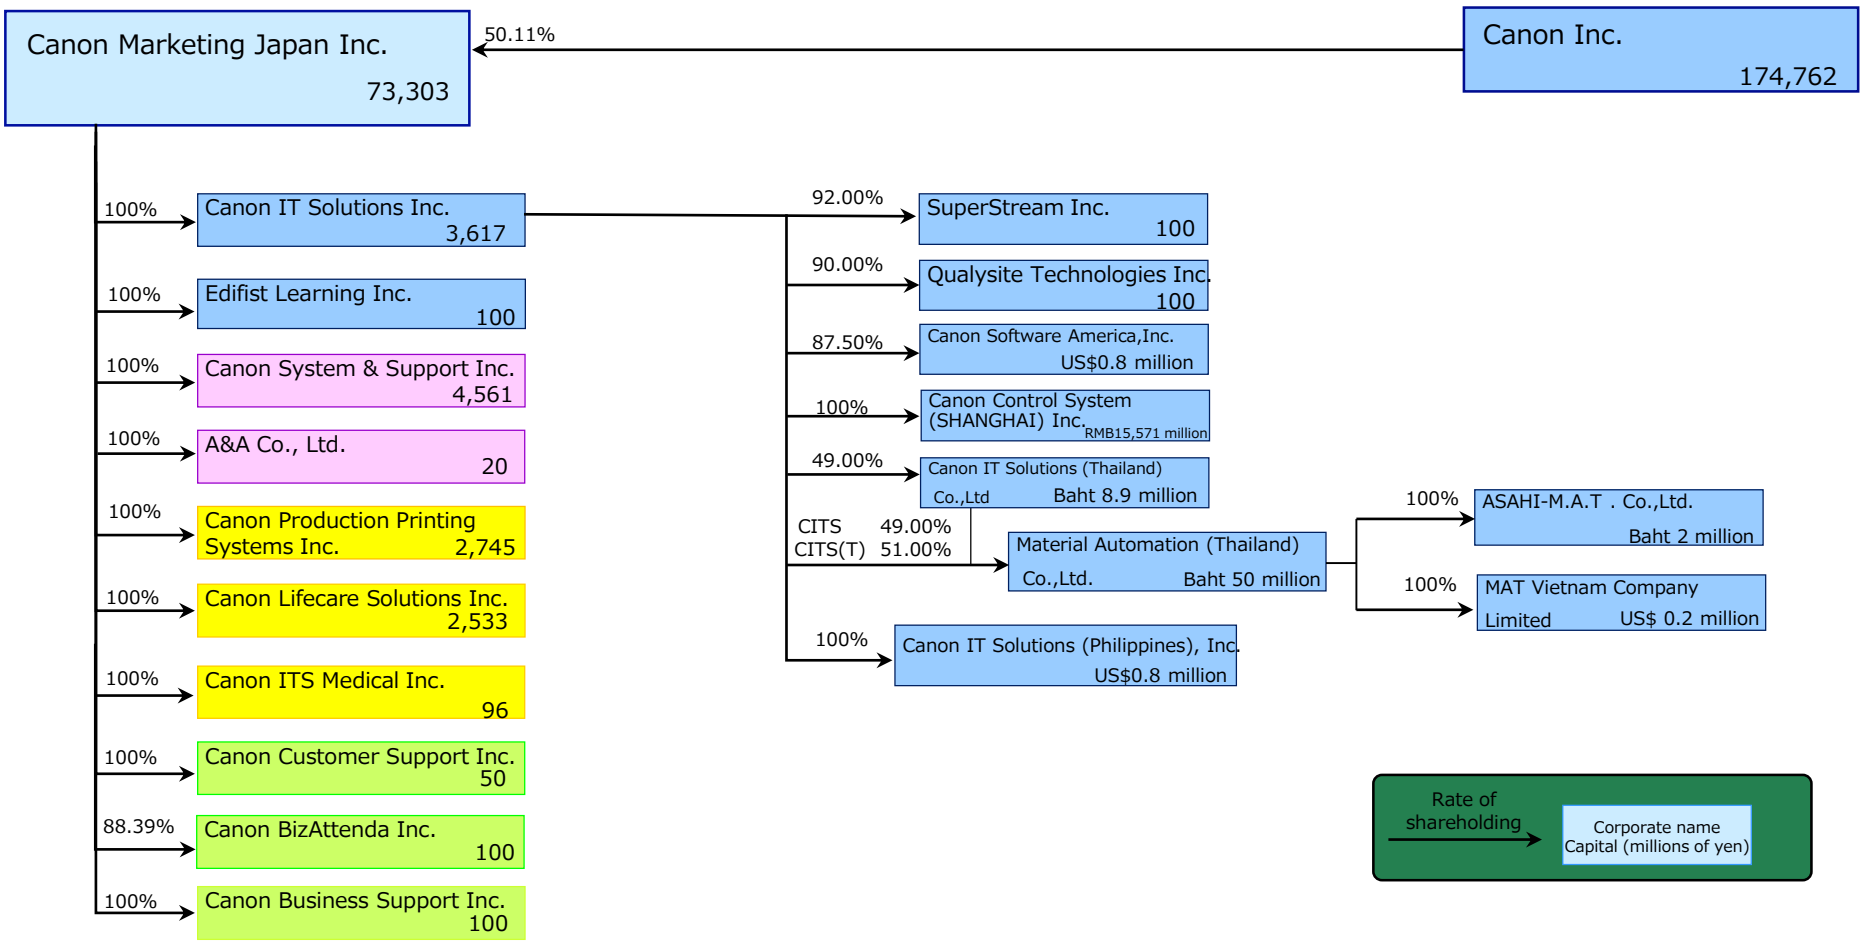 Canon Marketing Japan Inc.
73,303
50.11%
Canon Inc.
174,762
100%
Canon IT Solutions Inc.
3,617
100%
Edifist Learning Inc.
100
100%
Canon System & Support Inc.
4,561
100%
A&A Co., Ltd.
20
100%
Canon Production Printing
Systems Inc. 2,745
100%
Canon Lifecare Solutions Inc.
2,533
100%
Canon ITS Medical Inc.
96
100%
Canon Customer Support Inc.
50
88.39%
Canon BizAttenda Inc.
100
100%
Canon Business Support Inc.
100
92.00%
SuperStream Inc.
100
90.00%
Qualysite Technologies Inc.
100
87.50%
Canon Software America,Inc.
US$0.8 million
100%
Canon Control System
(SHANGHAI) Inc.
RMB15,571 million
49.00%
Canon IT Solutions (Thailand)
Co.,Ltd Baht 8.9 million
CITS 49.00%
CITS(T) 51.00%
Material Automation (Thailand)
Co.,Ltd. Baht 50 million
100%
ASAHI-M.A.T . Co.,Ltd.
Baht 2 million
100%
MAT Vietnam Company
Limited US$ 0.2 million
100%
Canon IT Solutions (Philippines), Inc.
US$0.8 million
Rate of
shareholding
Corporate name
Capital (millions of yen)